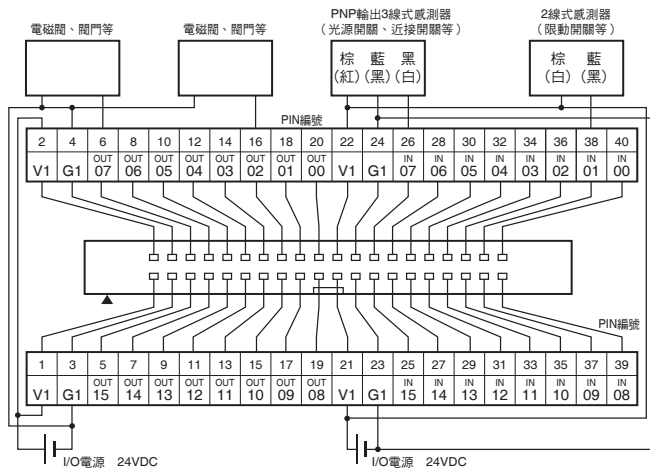 電磁閥、閥門等
電磁閥、閥門等
PNP輸出3線式感測器
（光源開關、近接開關等）
2線式感測器
（限動開關等）
棕 藍 黑
(紅)(黑)(白)
棕 藍
(白)(黑)
PIN編號
2 4 6 8 10 12 14 16 18 20 22 24 26 28 30 32 34 36 38 40
V1 G1 OUT 07 OUT 06 OUT 05 OUT 04 OUT 03 OUT 02 OUT 01 OUT 00 V1 G1 IN 07 IN 06 IN 05 IN 04 IN 03 IN 02 IN 01 IN 00
PIN編號
1 3 5 7 9 11 13 15 17 19 21 23 25 27 29 31 33 35 37 39
V1 G1 OUT 15 OUT 14 OUT 13 OUT 12 OUT 11 OUT 10 OUT 09 OUT 08 V1 G1 IN 15 IN 14 IN 13 IN 12 IN 11 IN 10 IN 09 IN 08
I/O電源 24VDC
I/O電源 24VDC